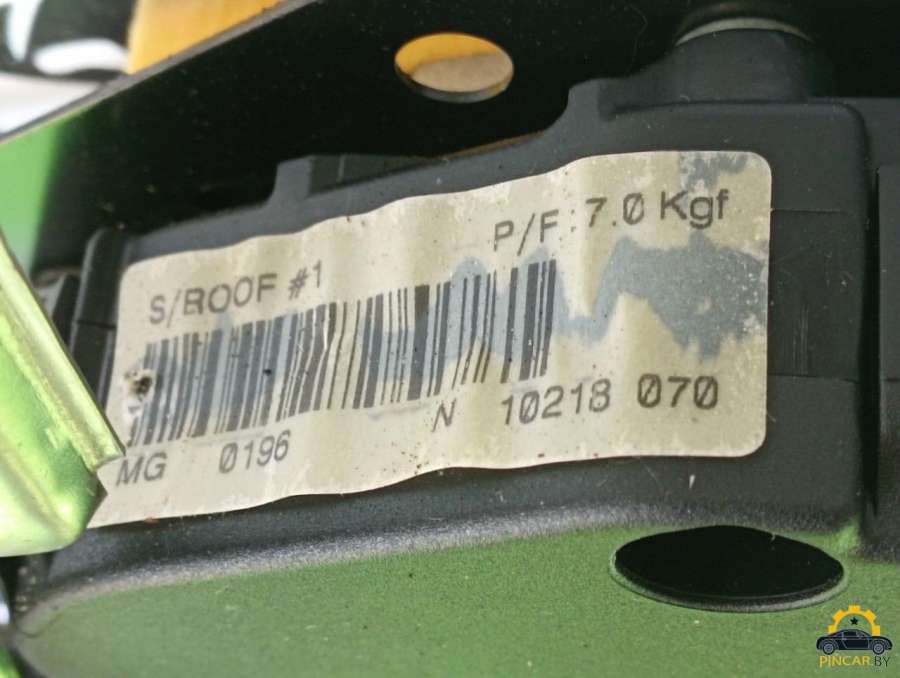 S/ROOF #1 P/F :7.0 Kgf
MG 0196 N 10218 070
PINCAR.BY